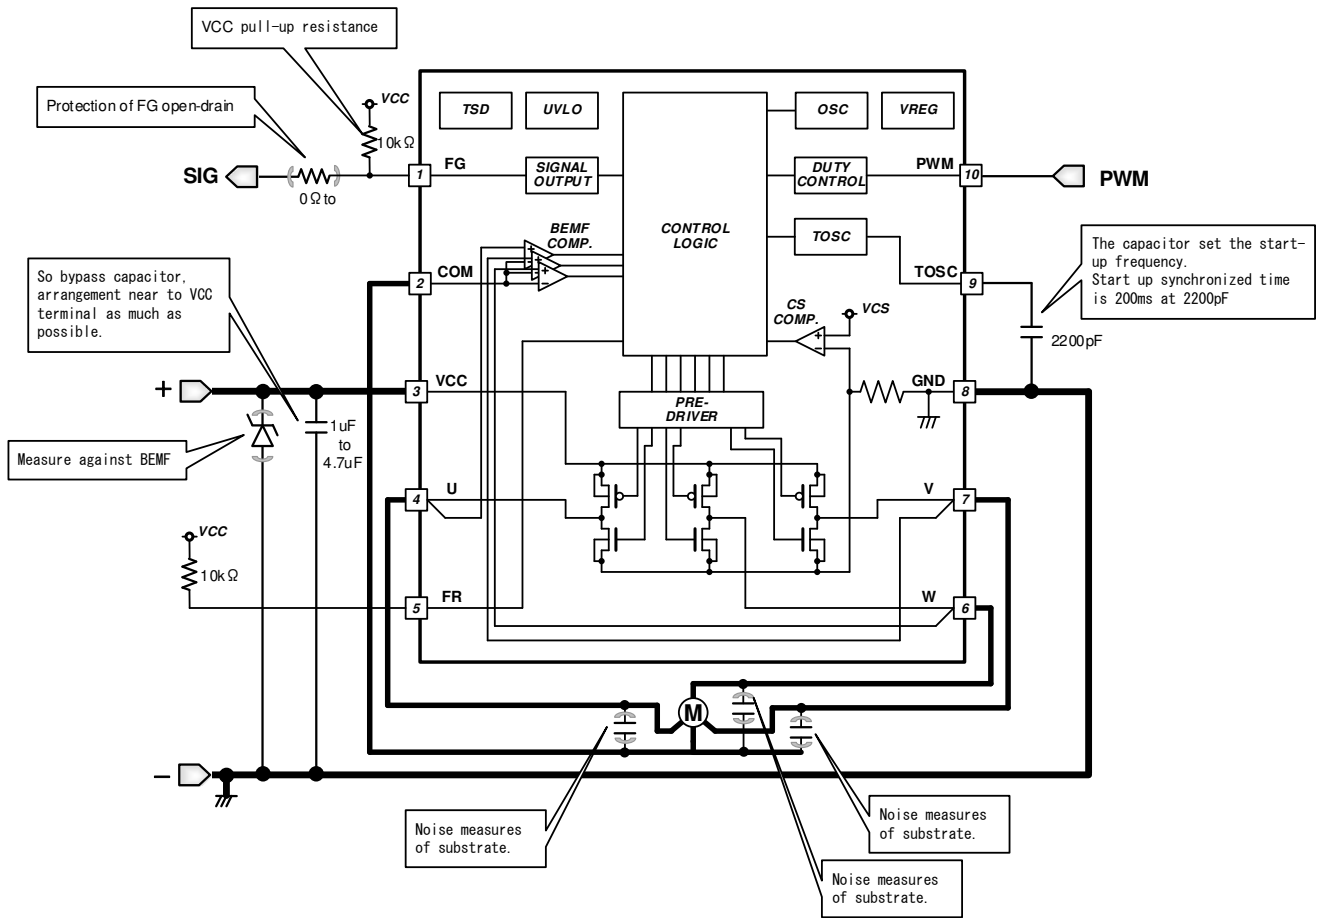 VCC pull-up resistance
Protection of FG open-drain
VCC
10kΩ
SIG
0Ω to
1
FG
TSD
UVLO
OSC
VREG
SIGNAL
OUTPUT
CONTROL
LOGIC
DUTY
CONTROL
PWM
10
PWM
BEMF
COMP.
TOSC
COM
2
TOSC
9
The capacitor set the start-
up frequency.
Start up synchronized time
is 200ms at 2200pF
2200pF
So bypass capacitor,
arrangement near to VCC
terminal as much as
possible.
CS
COMP.
VCS
+
-
+
-
+
+
+
-
+
3
VCC
GND
8
PRE-
DRIVER
1uF
to
4.7uF
Measure against BEMF
4
U
V
7
VCC
10kΩ
5
FR
W
6
M
−
Noise measures
of substrate.
Noise measures
of substrate.
Noise measures
of substrate.